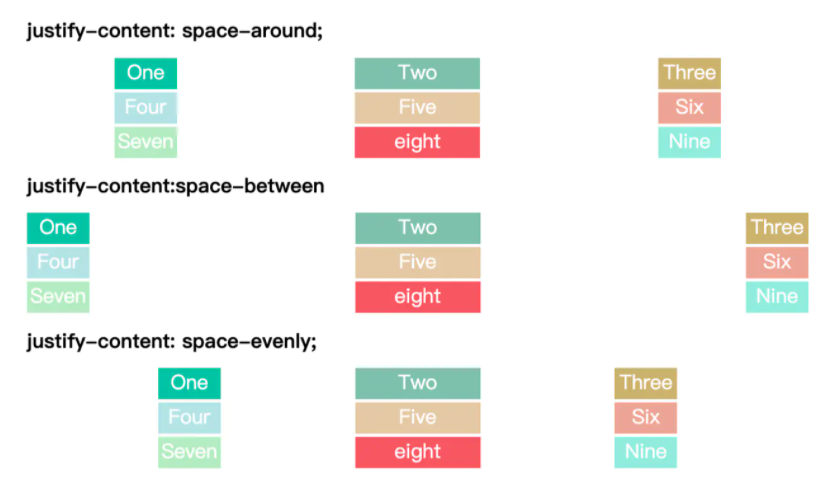 justify-content: space-around;
One Two Three
Four Five Six
Seven eight Nine
justify-content:space-between
One Two Three
Four Five Six
Seven eight Nine
justify-content: space-evenly;
One Two Three
Four Five Six
Seven eight Nine